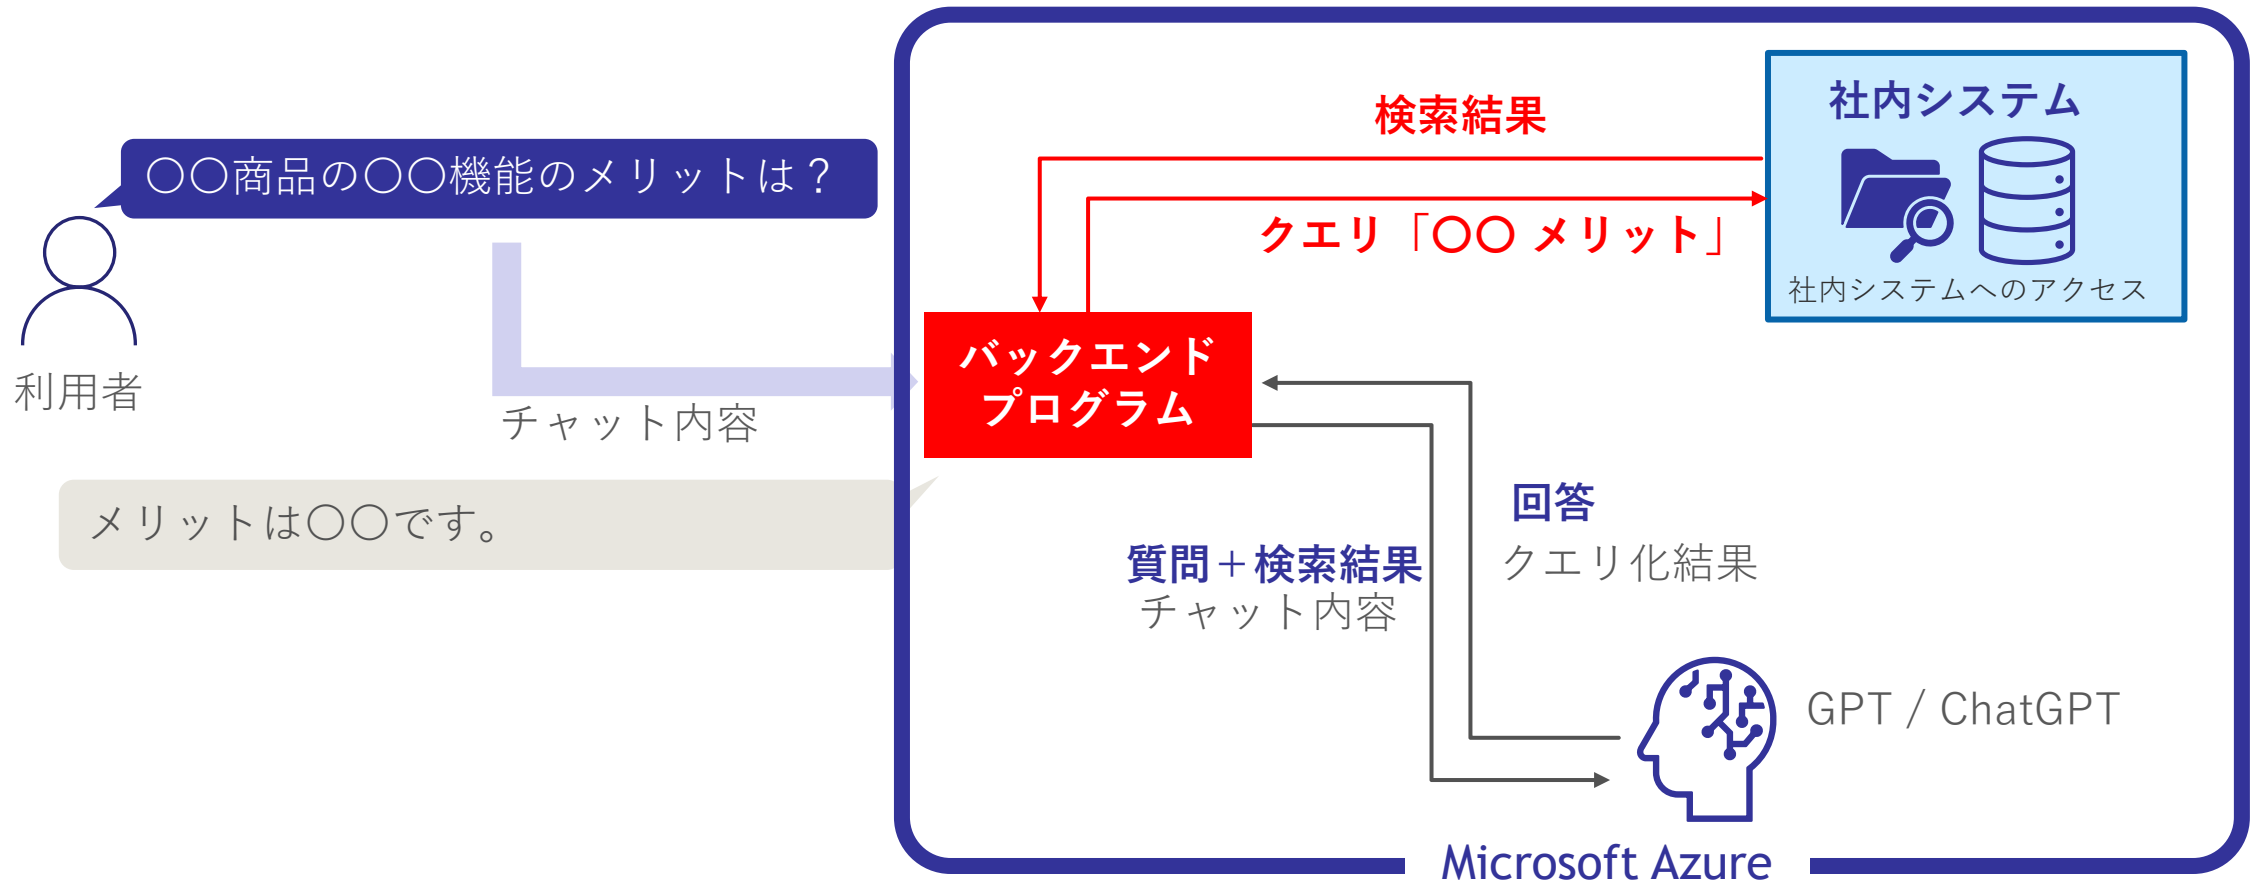 〇〇商品の〇〇機能のメリットは？
利用者
チャット内容
メリットは〇〇です。
検索結果
クエリ「〇〇 メリット」
社内システム
社内システムへのアクセス
バックエンド
プログラム
回答
クエリ化結果
質問＋検索結果
チャット内容
GPT / ChatGPT
Microsoft Azure